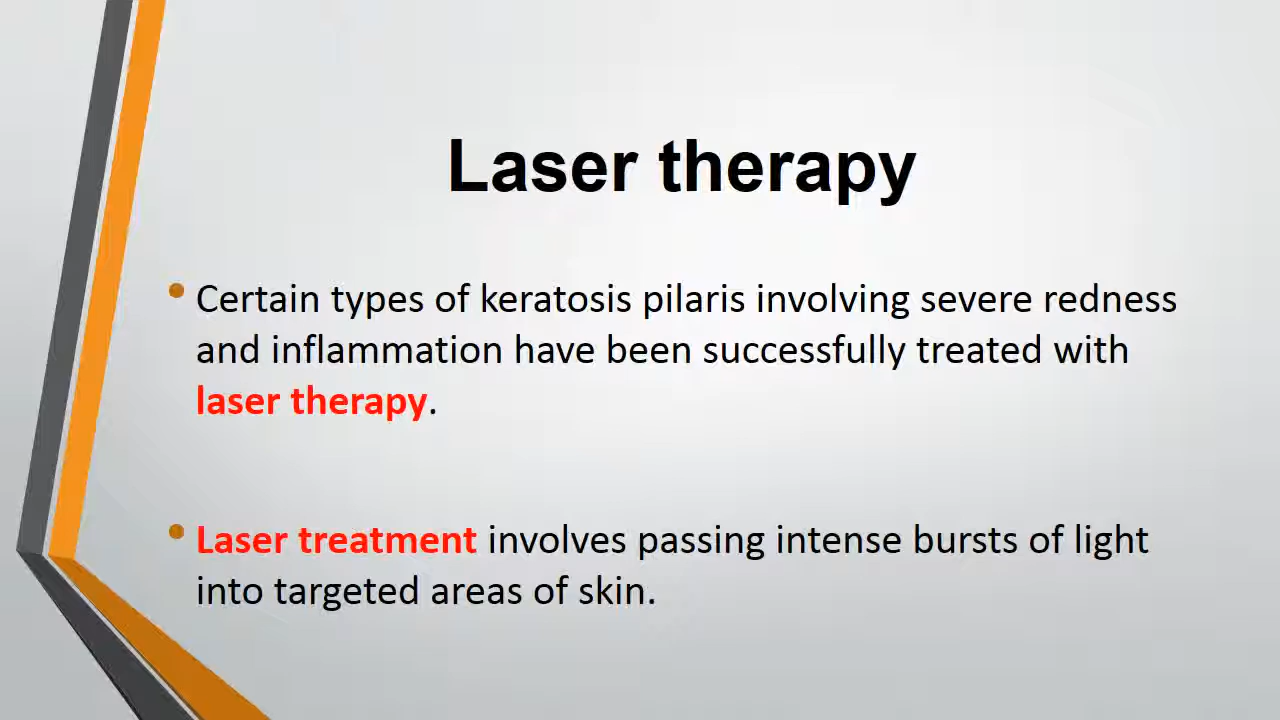 Laser therapy
Certain types of keratosis pilaris involving severe redness
and inflammation have been successfully treated with
laser therapy.
Laser treatment involves passing intense bursts of light
into targeted areas of skin.